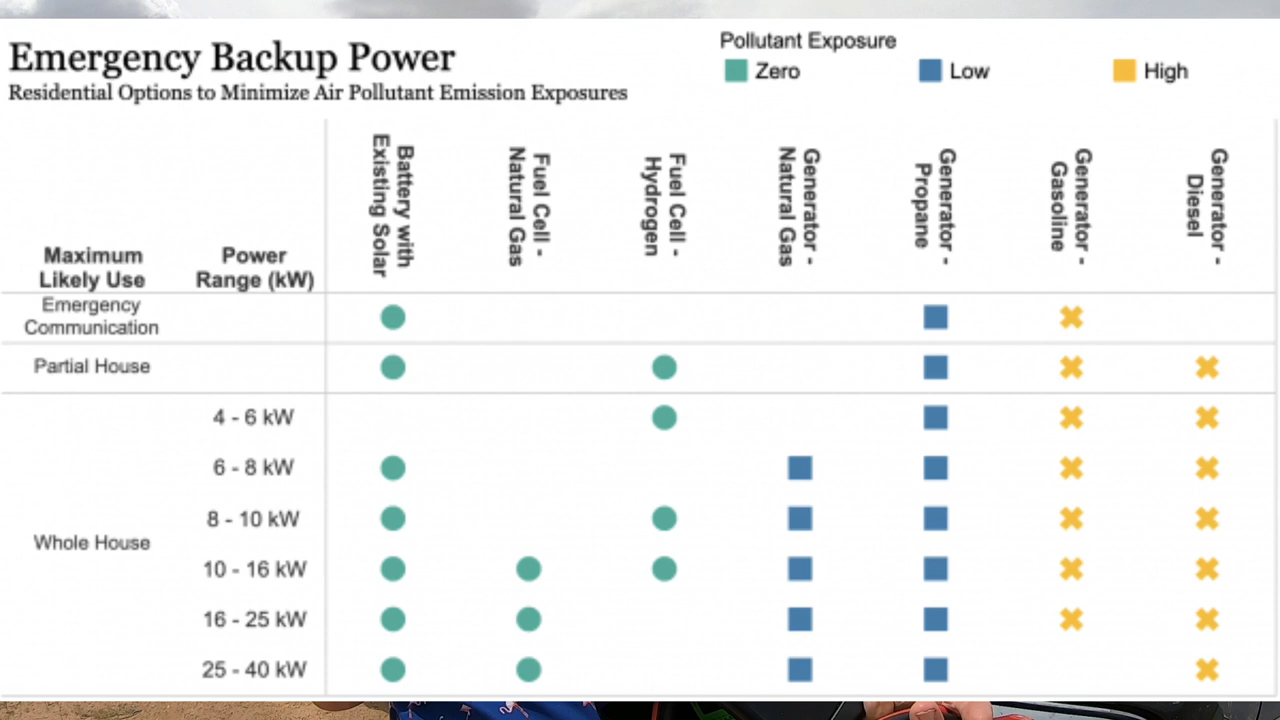 Emergency Backup Power
Residential Options to Minimize Air Pollutant Emission Exposures
Pollutant Exposure
Zero
Low
High
Maximum
Likely Use
Power
Range (kW)
Battery with
Existing Solar
Fuel Cell -
Natural Gas
Fuel Cell -
Hydrogen
Generator -
Natural Gas
Generator -
Propane
Generator -
Gasoline
Generator -
Diesel
Emergency
Communication
Partial House
Whole House
4 - 6 kW
6 - 8 kW
8 - 10 kW
10 - 16 kW
16 - 25 kW
25 - 40 kW